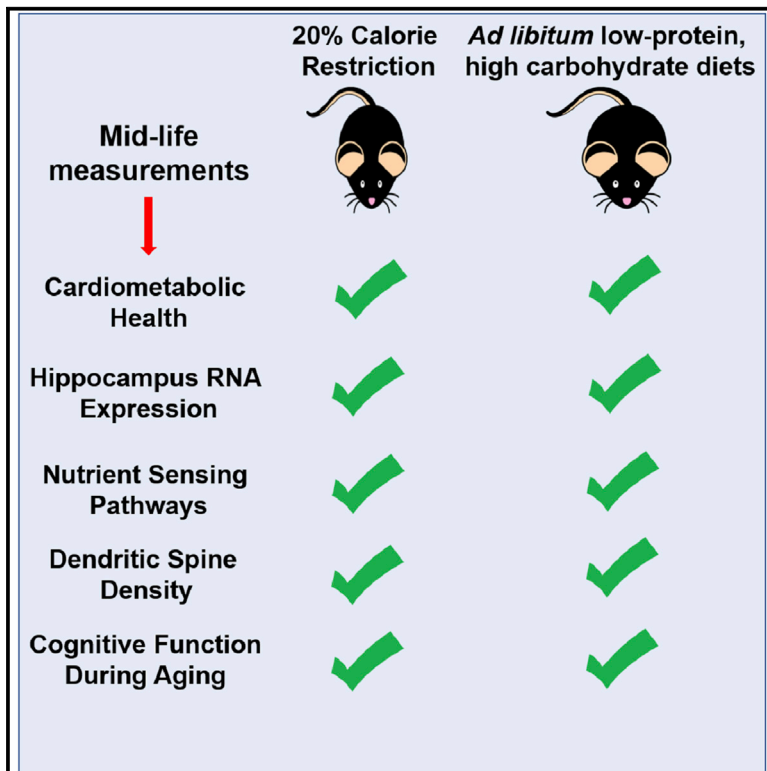 20% Calorie
Restriction
Ad libitum low-protein,
high carbohydrate diets
Mid-life
measurements
Cardiometabolic
Health
Hippocampus RNA
Expression
Nutrient Sensing
Pathways
Dendritic Spine
Density
Cognitive Function
During Aging